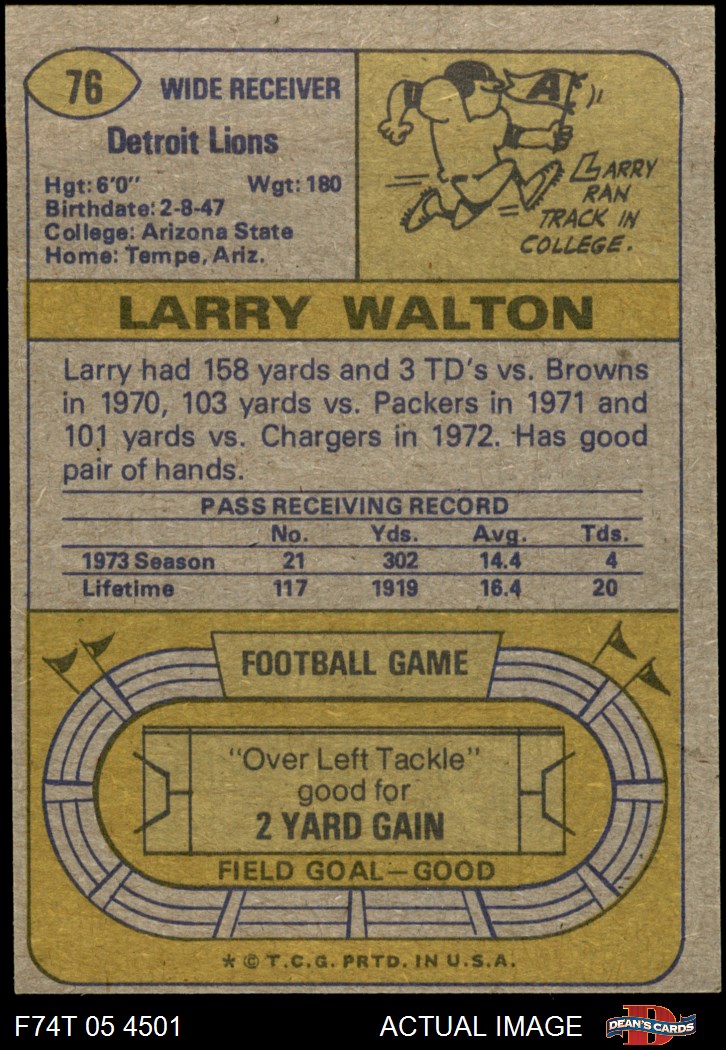 76
WIDE RECEIVER
Detroit Lions
Hgt: 6'0" Wgt: 180
Birthdate: 2-8-47
College: Arizona State
Home: Tempe, Ariz.
A
LARRY
RAN
TRACK IN
COLLEGE.
LARRY WALTON
Larry had 158 yards and 3 TD's vs. Browns
in 1970, 103 yards vs. Packers in 1971 and
101 yards vs. Chargers in 1972. Has good
pair of hands.
PASS RECEIVING RECORD
No. Yds. Avg. Tds.
1973 Season 21 302 14.4 4
Lifetime 117 1919 16.4 20
FOOTBALL GAME
"Over Left Tackle"
good for
2 YARD GAIN
FIELD GOAL—GOOD
* © T.C.G. PRTD. IN U.S.A.
F74T 05 4501 ACTUAL IMAGE
D
DEAN'S CARDS